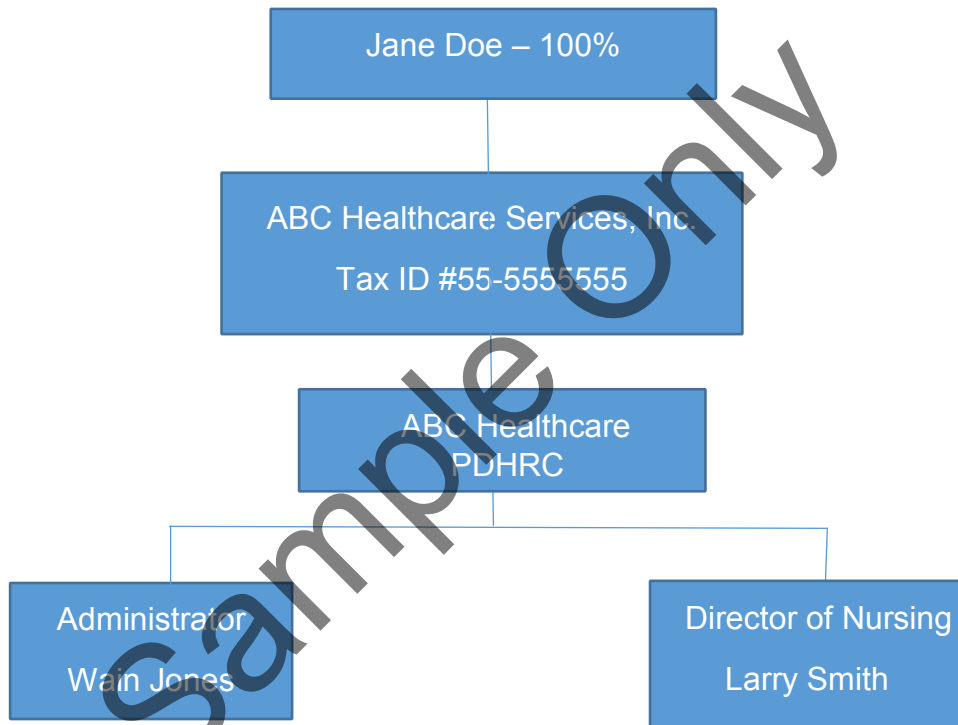 Jane Doe – 100%
ABC Healthcare Services, Inc.
Tax ID #55-5555555
ABC Healthcare
PDHRC
Administrator
Wain Jones
Director of Nursing
Larry Smith
Sample Only